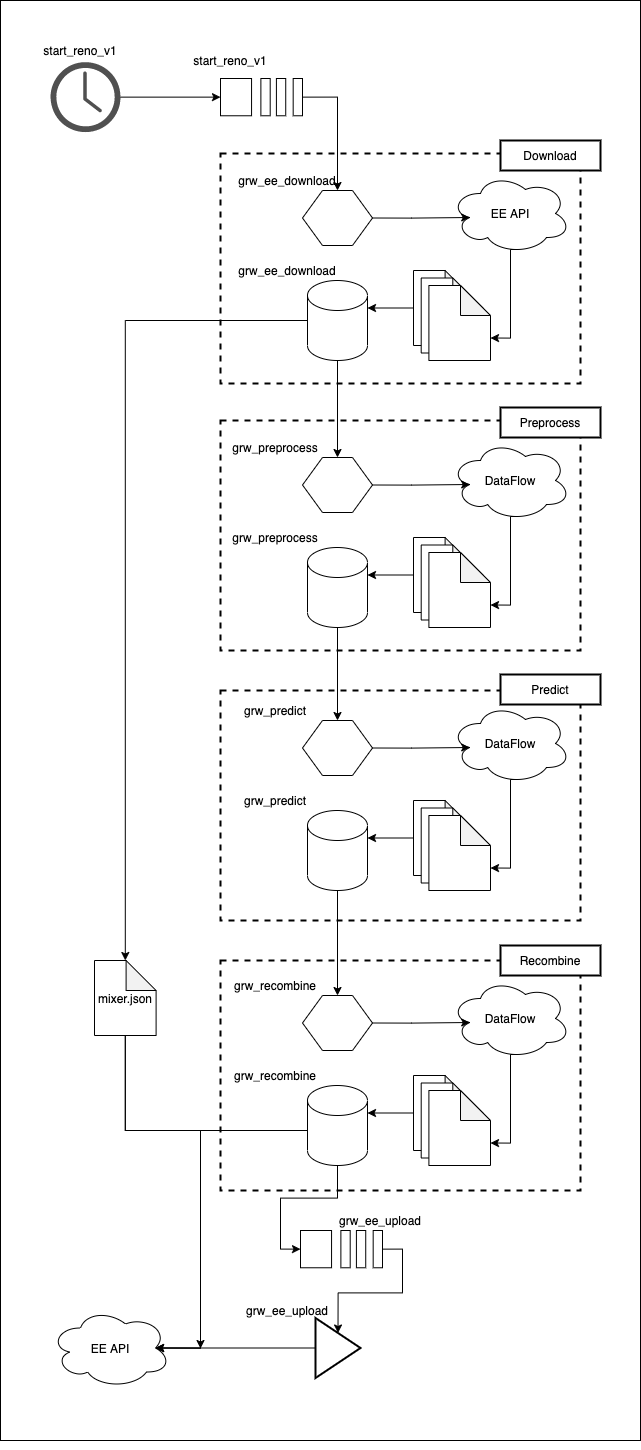 start_reno_v1
start_reno_v1
Download
grw_ee_download
EE API
grw_ee_download
Preprocess
grw_preprocess
DataFlow
grw_preprocess
Predict
grw_predict
DataFlow
grw_predict
Recombine
grw_recombine
mixer.json
DataFlow
grw_recombine
grw_ee_upload
grw_ee_upload
EE API